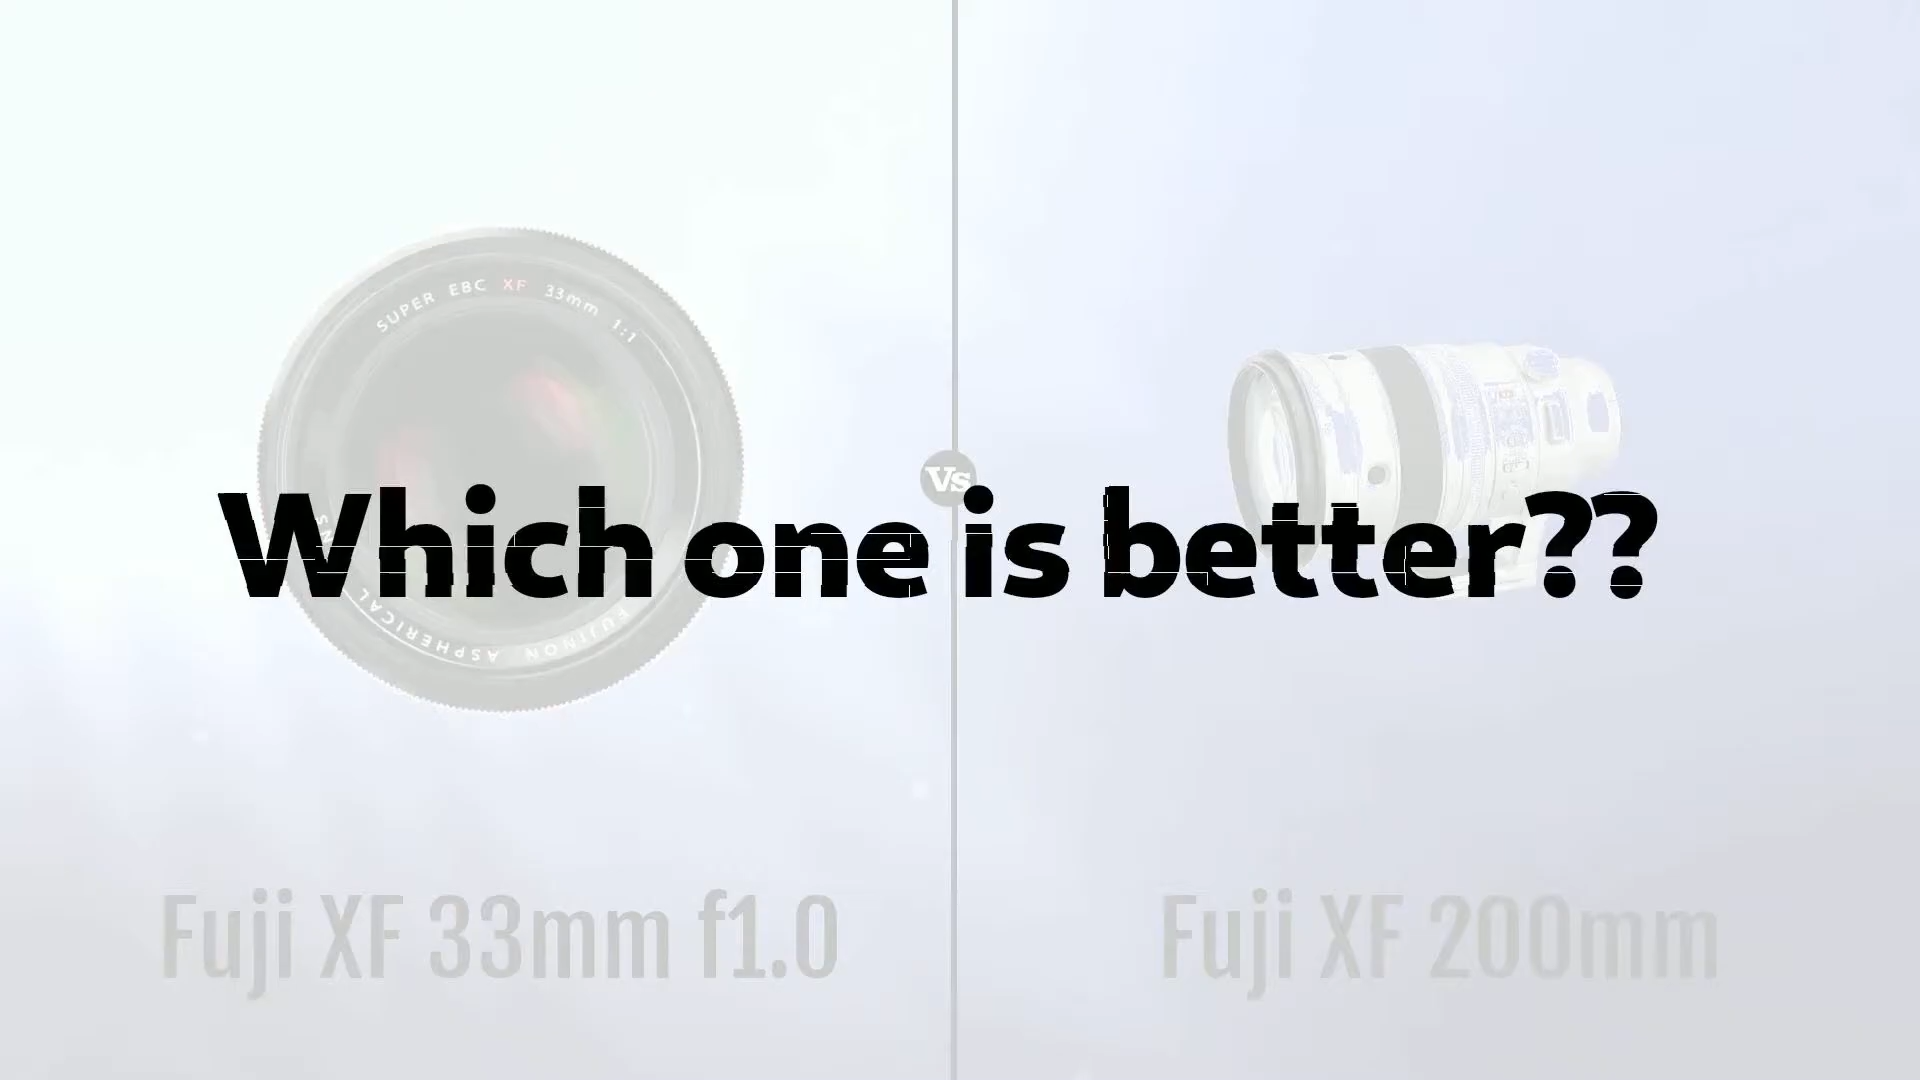 SUPER EBC XF 33mm 1:1
Vs
Which one is better??
FUJINON ASPHERICAL
Fuji XF 33mm f1.0
Fuji XF 200mm